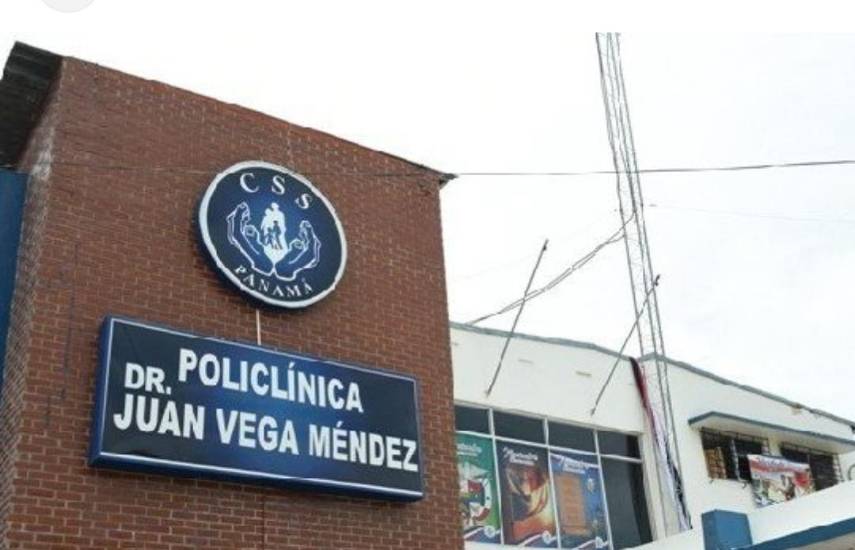 CSS
PANAMÁ
POLICLÍNICA
DR.
JUAN VEGA MÉNDEZ